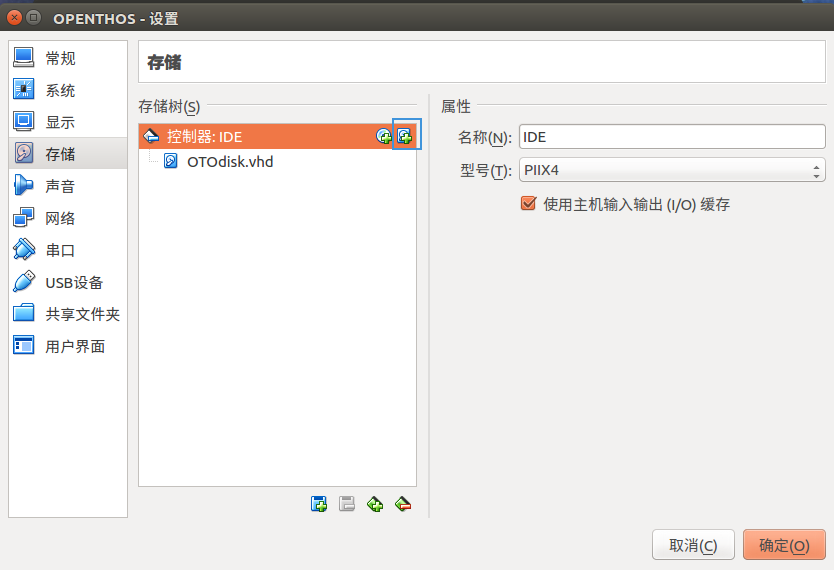 OPENTHOS - 设置
常规
系统
显示
存储
声音
网络
串口
USB设备
共享文件夹
用户界面
存储
存储树(S)
控制器: IDE
OTOdisk.vhd
属性
名称(N): IDE
型号(T): PIIX4
使用主机输入输出 (I/O) 缓存
取消(C)
确定(O)